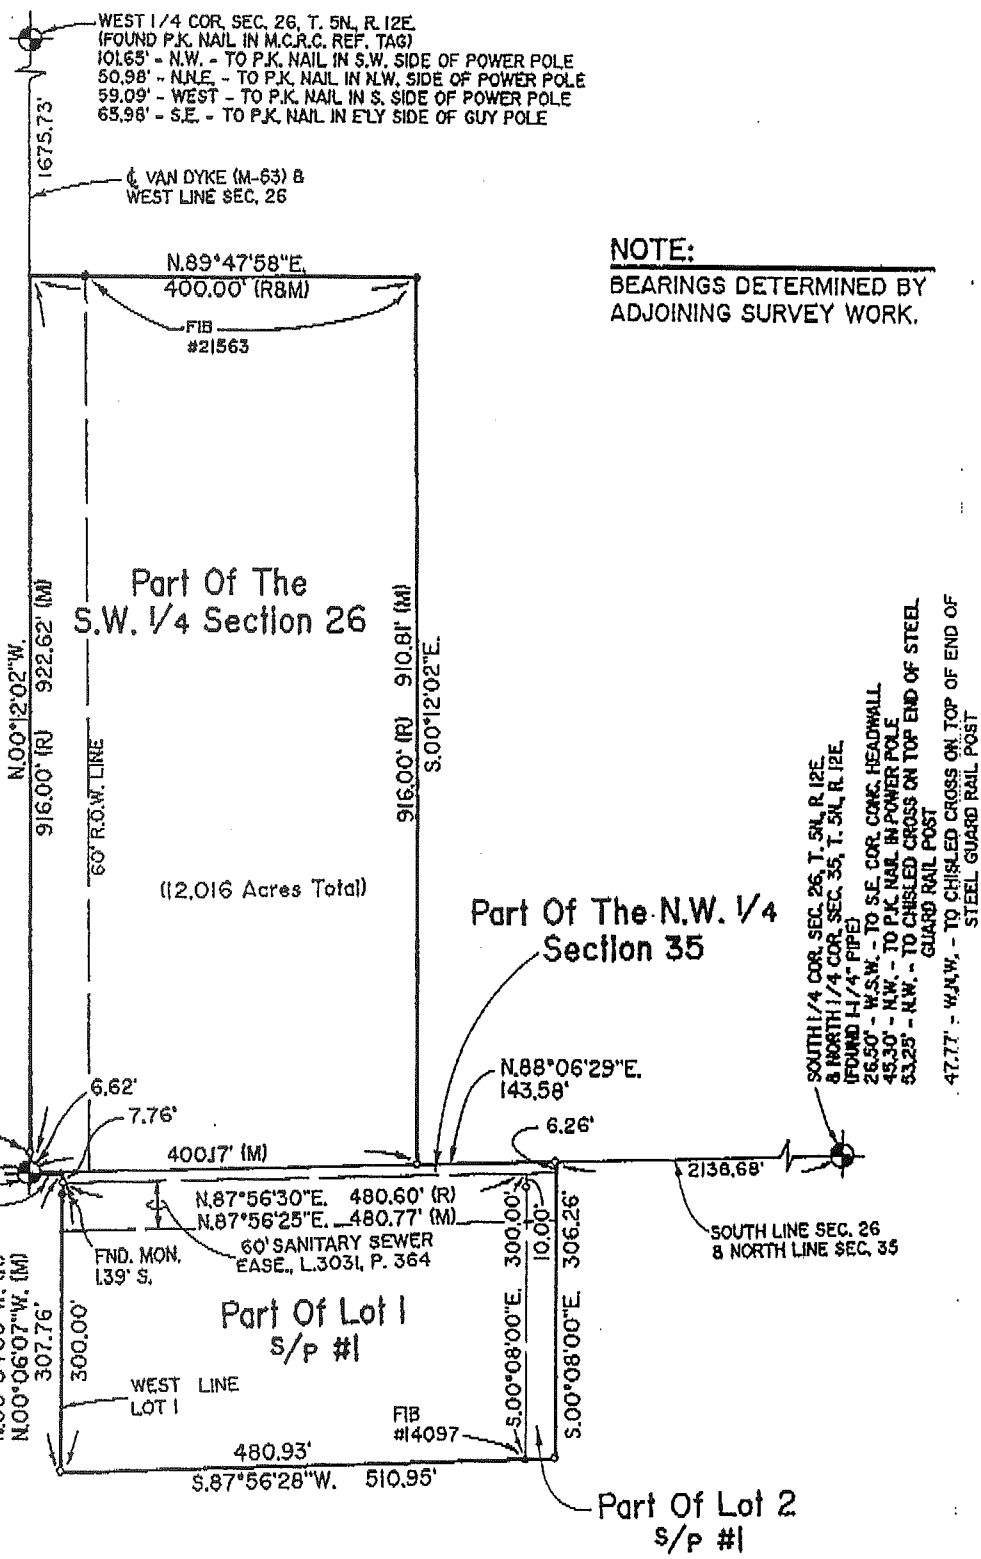 WEST 1/4 COR, SEC. 26, T. 5N., R. 12E.
(FOUND P.K. NAIL IN M.C.R.C. REF. TAG)
101.65' - N.W. - TO P.K. NAIL IN S.W. SIDE OF POWER POLE
50.98' - N.N.E. - TO P.K. NAIL IN N.W. SIDE OF POWER POLE
59.09' - WEST - TO P.K. NAIL IN S. SIDE OF POWER POLE
65.98' - S.E. - TO P.K. NAIL IN E'LY SIDE OF GUY POLE
1675.73'
℄ VAN DYKE (M-53) &
WEST LINE SEC. 26
NOTE:
BEARINGS DETERMINED BY
ADJOINING SURVEY WORK.
N.89°47'58"E.
400.00' (R&M)
FIB
#21563
Part Of The
S.W. 1/4 Section 26
N.00°12'02"W.
916.00' (R) 922.62' (M)
60' R.O.W. LINE
916.00' (R) 910.81' (M)
S.00°12'02"E.
(12.016 Acres Total)
Part Of The N.W. 1/4
Section 35
SOUTH 1/4 COR, SEC. 26, T. 5N., R. 12E.
& NORTH 1/4 COR, SEC. 35, T. 5N., R. 12E.
(FOUND 1-1/4" PIPE)
26.50' - W.S.W. - TO S.E. COR. CONC. HEADWALL
45.30' - N.W. - TO P.K. NAIL IN POWER POLE
53.25' - N.W. - TO CHISLED CROSS ON TOP END OF STEEL
GUARD RAIL POST
47.77' - W.N.W. - TO CHISLED CROSS ON TOP OF END OF
STEEL GUARD RAIL POST
N.88°06'29"E.
143.58'
6.62'
7.76'
6.26'
400.17' (M)
2138.68'
N.87°56'30"E. 480.60' (R)
N.87°56'25"E. 480.77' (M)
60' SANITARY SEWER
EASE., L.3031, P. 364
FND. MON.
1.39' S.
SOUTH LINE SEC. 26
& NORTH LINE SEC. 35
N.00°06'07"W. (M)
307.76'
300.00'
Part Of Lot 1
S/P #1
WEST LINE
LOT 1
S.00°08'00"E. 300.00'
10.00'
S.00°08'00"E. 306.26'
FIB
#14097
480.93'
S.87°56'28"W. 510.95'
Part Of Lot 2
S/P #1